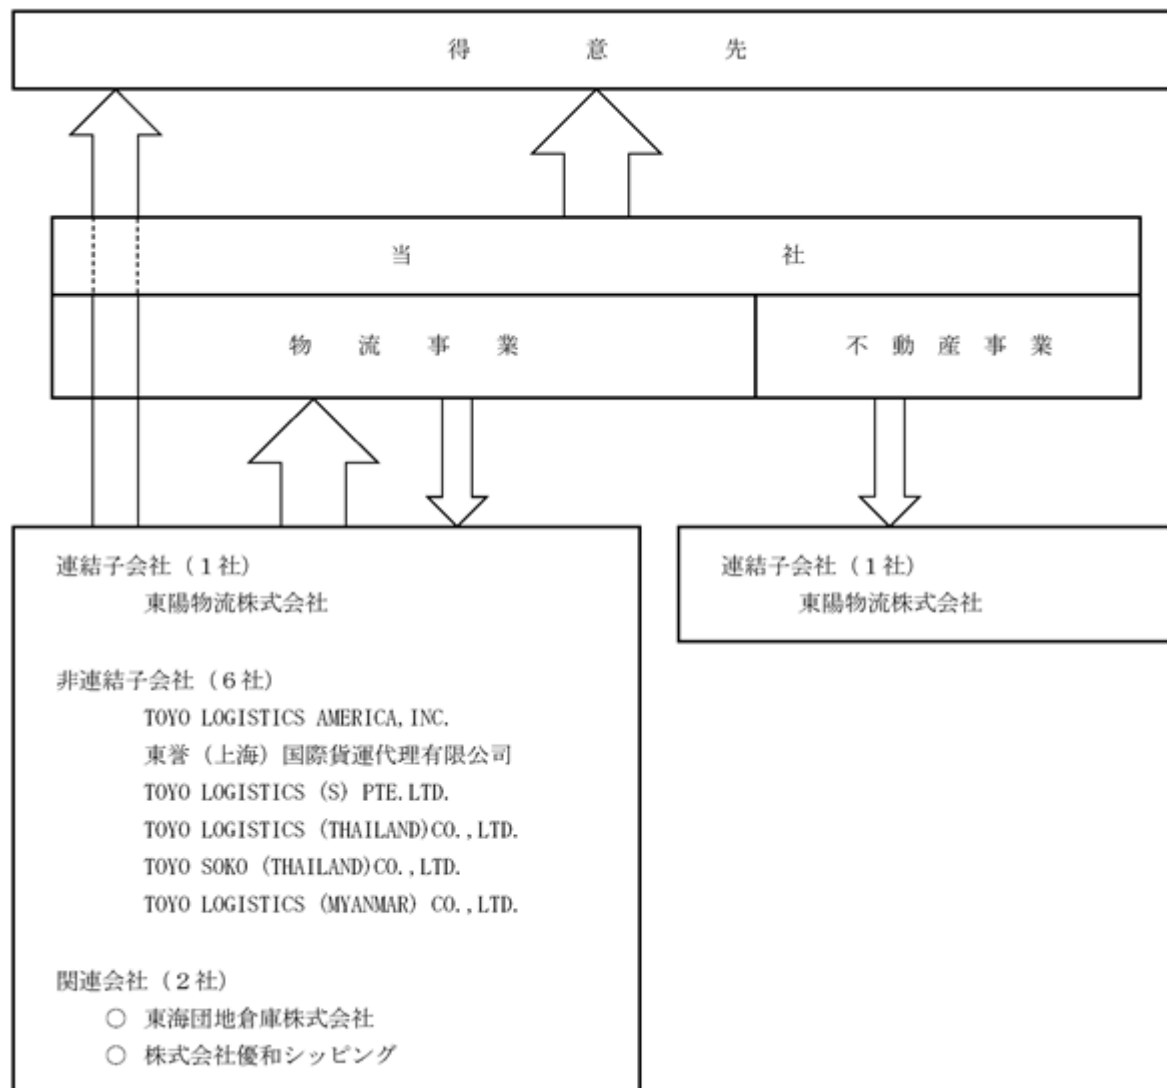 得意先
当社
物流事業
不動産事業
連結子会社（１社）
東陽物流株式会社
非連結子会社（６社）
TOYO LOGISTICS AMERICA, INC.
東誉（上海）国際貨運代理有限公司
TOYO LOGISTICS (S) PTE.LTD.
TOYO LOGISTICS (THAILAND)CO.,LTD.
TOYO SOKO (THAILAND)CO.,LTD.
TOYO LOGISTICS (MYANMAR) CO.,LTD.
関連会社（２社）
○ 東海団地倉庫株式会社
○ 株式会社優和シッピング
連結子会社（１社）
東陽物流株式会社